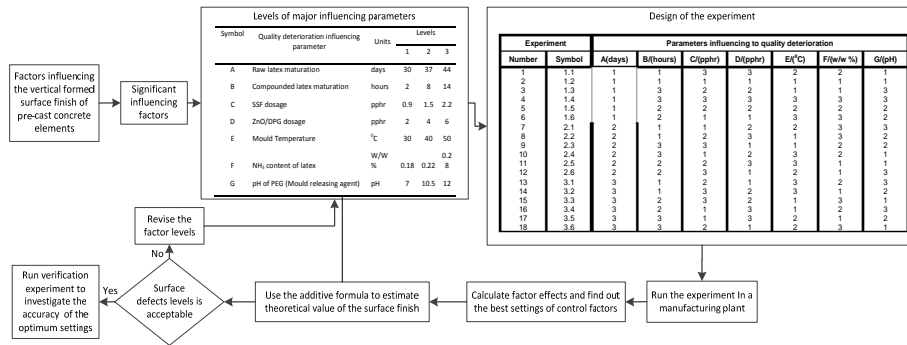 Levels of major influencing parameters
Symbol Quality deterioration influencing parameter Units Levels
1 2 3
A Raw latex maturation days 30 37 44
B Compounded latex maturation hours 2 8 14
C SSF dosage pphr 0.9 1.5 2.2
D ZnO/DPG dosage pphr 2 4 6
E Mould Temperature ⁰C 30 40 50
W/W 0.2
F NH₃ content of latex % 0.18 0.22 8
G pH of PEG (Mould releasing agent) pH 7 10.5 12
Design of the experiment
Experiment Parameters influencing to quality deterioration
Number Symbol A(days) B/(hours) C/(pphr) D/(pphr) E/(⁰C) F/(w/w %) G/(pH)
1 1.1 1 1 3 3 2 2 1
2 1.2 1 1
3 1.3 1 3 2 2 1 1 3
4 1.4 1 3 3 3 3 3 3
5 1.5 1 2 2 2 2 2 2
6 1.6 1 2 1 1 3 3 2
7 2.1 2 1 1 2 2 3 3
8 2.2 2 1 2 3 1 3 2
9 2.3 2 3 3 1 1 2 2
10 2.4 2 3 1 2 3 2 1
11 2.5 2 2 2 3 3 1 1
12 2.6 2 2 3 1 2 1 3
13 3.1 3 1 2 1 3 2 3
14 3.2 3 1 3 2 3 1 2
15 3.3 3 3
16 3.4 3 2 1 3 1 2 3
17 3.5 3 3 1 3 2 1 2
18 3.6 3 3 2 1 2 3 1
Factors influencing
the vertical formed
surface finish of
pre-cast concrete
elements
Significant
influencing
factors
Revise the
factor levels
No
Run verification
experiment to
investigate the
accuracy of the
optimum settings
Yes
Surface
defects levels is
acceptable
Use the additive formula to estimate
theoretical value of the surface finish
Calculate factor effects and find out
the best settings of control factors
Run the experiment In a
manufacturing plant